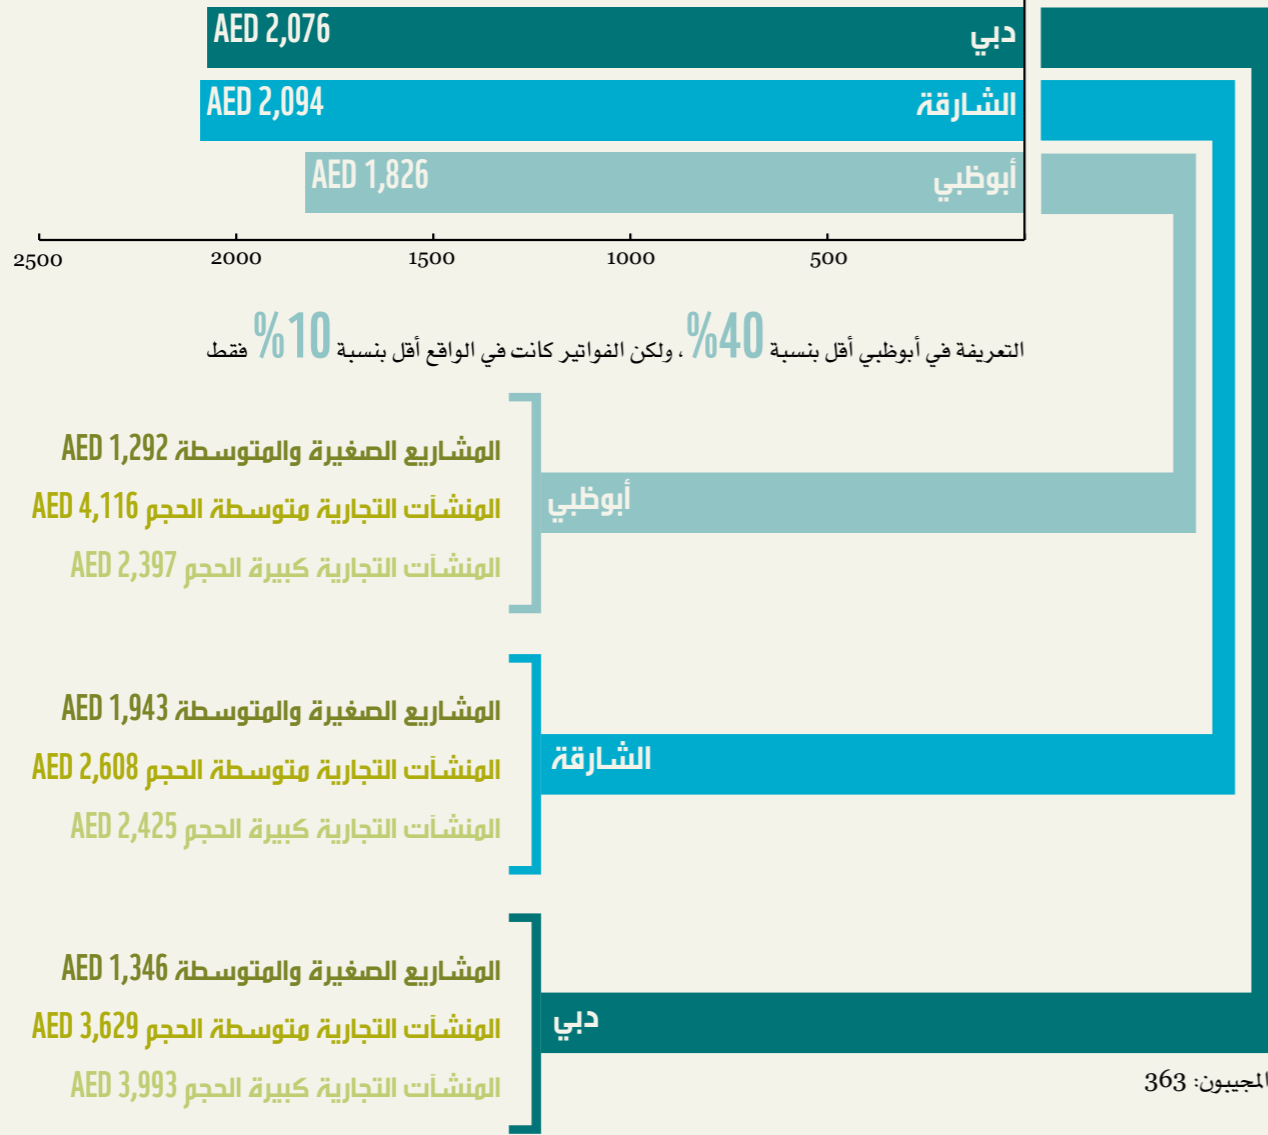 دبي AED 2,076
الشارقة AED 2,094
أبوظبي AED 1,826
2500 2000 1500 1000 500
التعريفة في أبوظبي أقل بنسبة 40%، ولكن الفواتير كانت في الواقع أقل بنسبة 10% فقط
أبوظبي
المشاريع الصغيرة والمتوسطة AED 1,292
المنشآت التجارية متوسطة الحجم AED 4,116
المنشآت التجارية كبيرة الحجم AED 2,397
الشارقة
المشاريع الصغيرة والمتوسطة AED 1,943
المنشآت التجارية متوسطة الحجم AED 2,608
المنشآت التجارية كبيرة الحجم AED 2,425
دبي
المشاريع الصغيرة والمتوسطة AED 1,346
المنشآت التجارية متوسطة الحجم AED 3,629
المنشآت التجارية كبيرة الحجم AED 3,993
المجيبون: 363